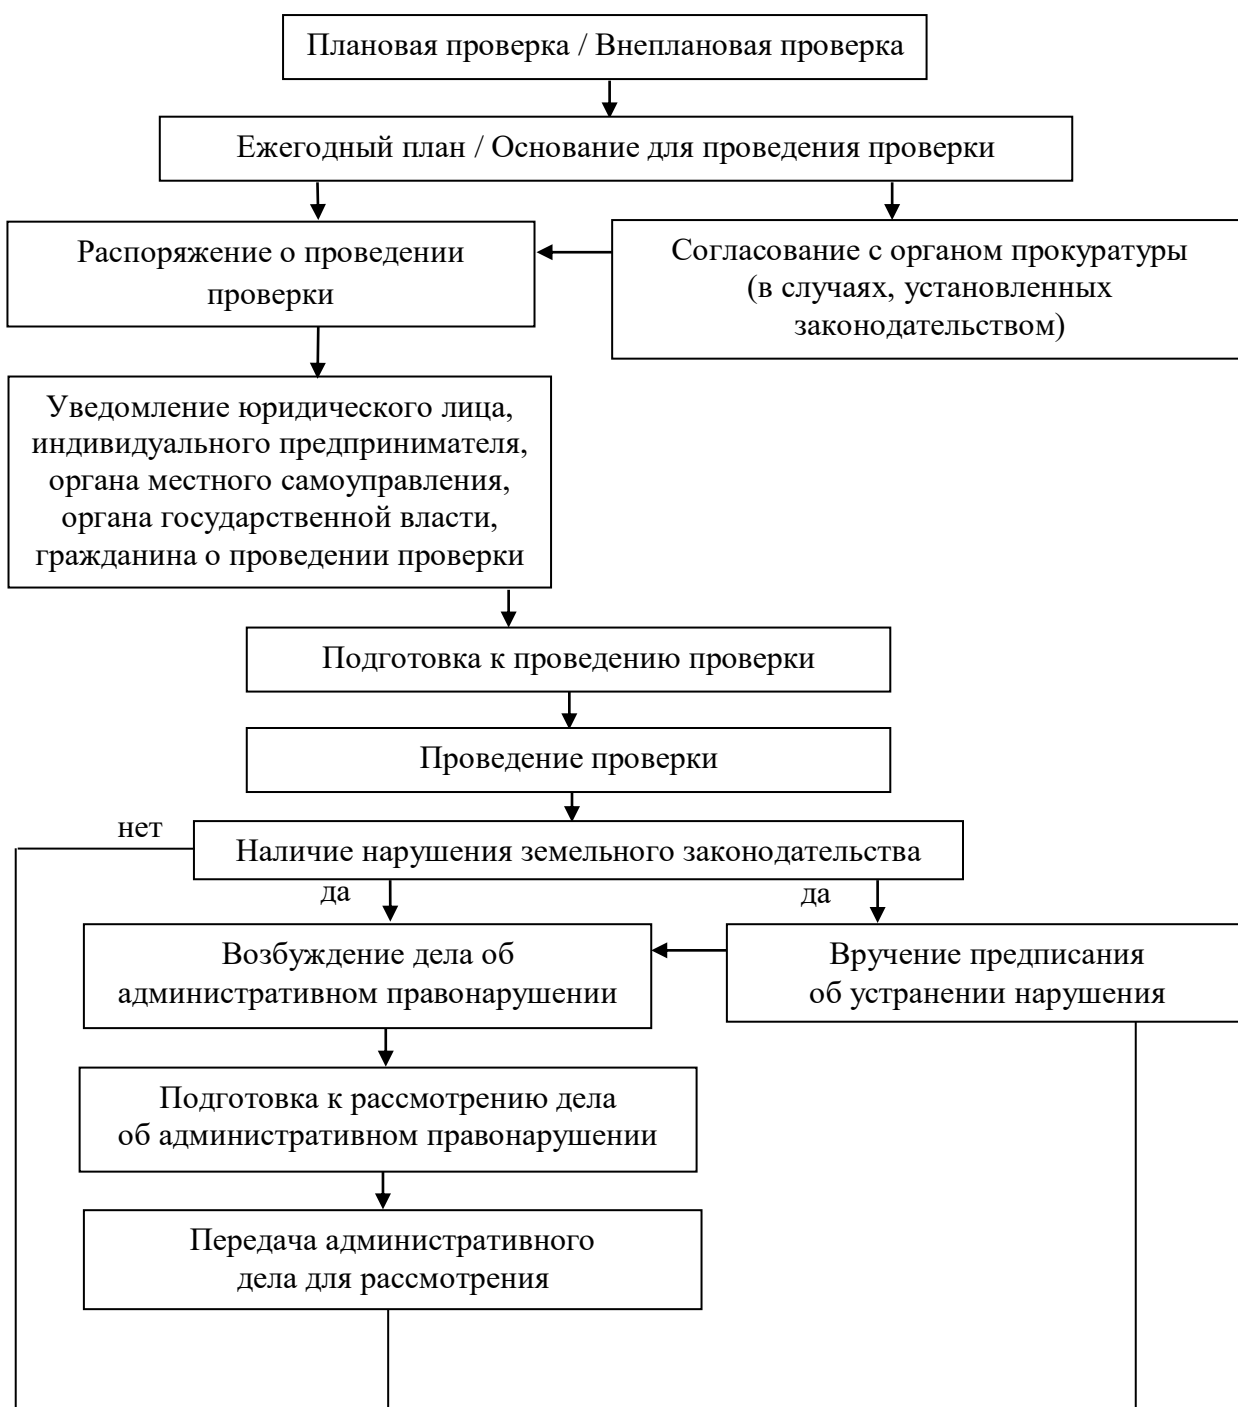 Плановая проверка / Внеплановая проверка
Ежегодный план / Основание для проведения проверки
Распоряжение о проведении
проверки
Согласование с органом прокуратуры
(в случаях, установленных
законодательством)
Уведомление юридического лица,
индивидуального предпринимателя,
органа местного самоуправления,
органа государственной власти,
гражданина о проведении проверки
Подготовка к проведению проверки
Проведение проверки
нет
Наличие нарушения земельного законодательства
да
да
Возбуждение дела об
административном правонарушении
Вручение предписания
об устранении нарушения
Подготовка к рассмотрению дела
об административном правонарушении
Передача административного
дела для рассмотрения